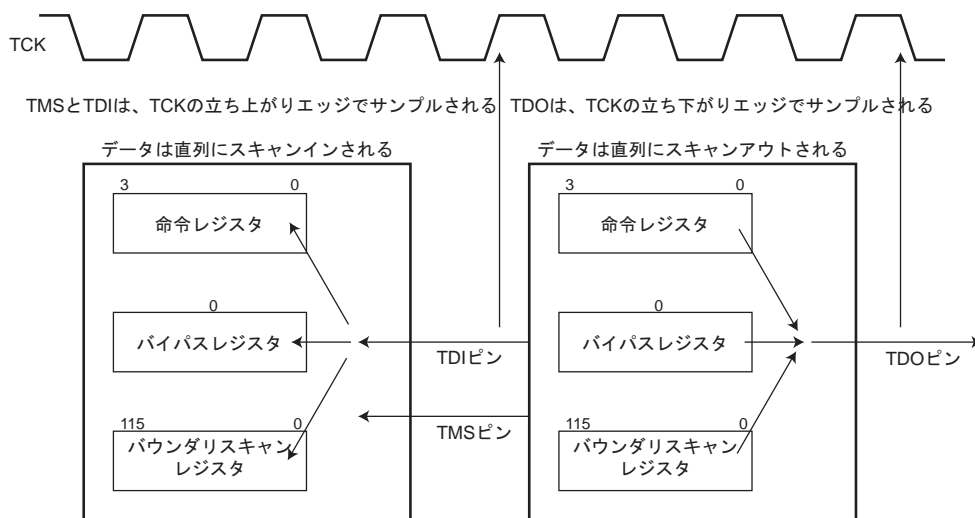 TCK
TMSとTDIは、TCKの立ち上がりエッジでサンプルされる
TDOは、TCKの立ち下がりエッジでサンプルされる
データは直列にスキャンインされる
3 0
命令レジスタ
0
バイパスレジスタ
115 0
バウンダリスキャン
レジスタ
TDIピン
TMSピン
データは直列にスキャンアウトされる
3 0
命令レジスタ
0
バイパスレジスタ
115 0
バウンダリスキャン
レジスタ
TDOピン